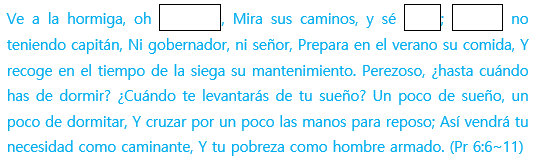 Ve a la hormiga, oh , Mira sus caminos, y sé ; no
teniendo capitán, Ni gobernador, ni señor, Prepara en el verano su comida, Y
recoge en el tiempo de la siega su mantenimiento. Perezoso, ¿hasta cuándo
has de dormir? ¿Cuándo te levantarás de tu sueño? Un poco de sueño, un
poco de dormitar, Y cruzar por un poco las manos para reposo; Así vendrá tu
necesidad como caminante, Y tu pobreza como hombre armado. (Pr 6:6~11)